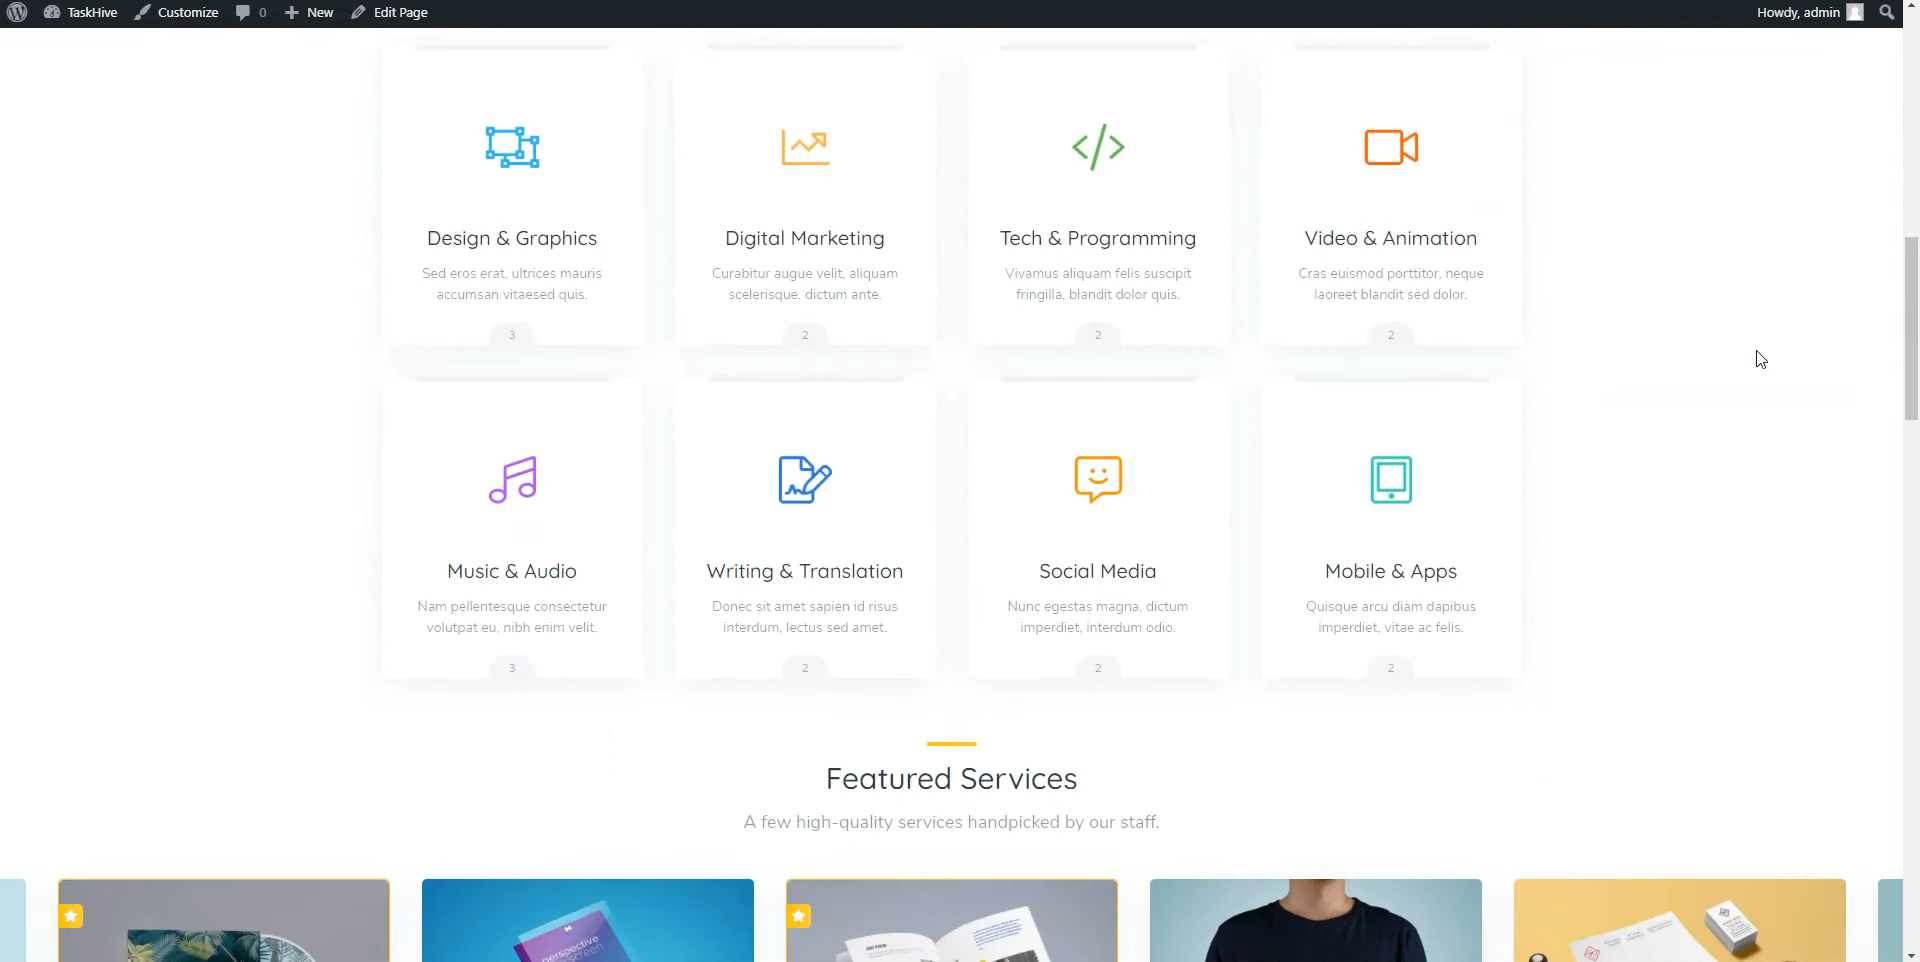 TaskHive Customize 0 New Edit Page Howdy, admin
Design & Graphics
Sed eros erat, ultrices mauris
accumsan vitaesed quis.
3
Digital Marketing
Curabitur augue velit, aliquam
scelerisque, dictum ante.
2
Tech & Programming
Vivamus aliquam felis suscipit
fringilla, blandit dolor quis.
2
Video & Animation
Cras euismod porttitor, neque
laoreet blandit sed dolor.
2
Music & Audio
Nam pellentesque consectetur
volutpat eu, nibh enim velit.
3
Writing & Translation
Donec sit amet sapien id risus
interdum, lectus sed amet.
2
Social Media
Nunc egestas magna, dictum
imperdiet, interdum odio.
2
Mobile & Apps
Quisque arcu diam dapibus
imperdiet, vitae ac felis.
2
Featured Services
A few high-quality services handpicked by our staff.
perspective